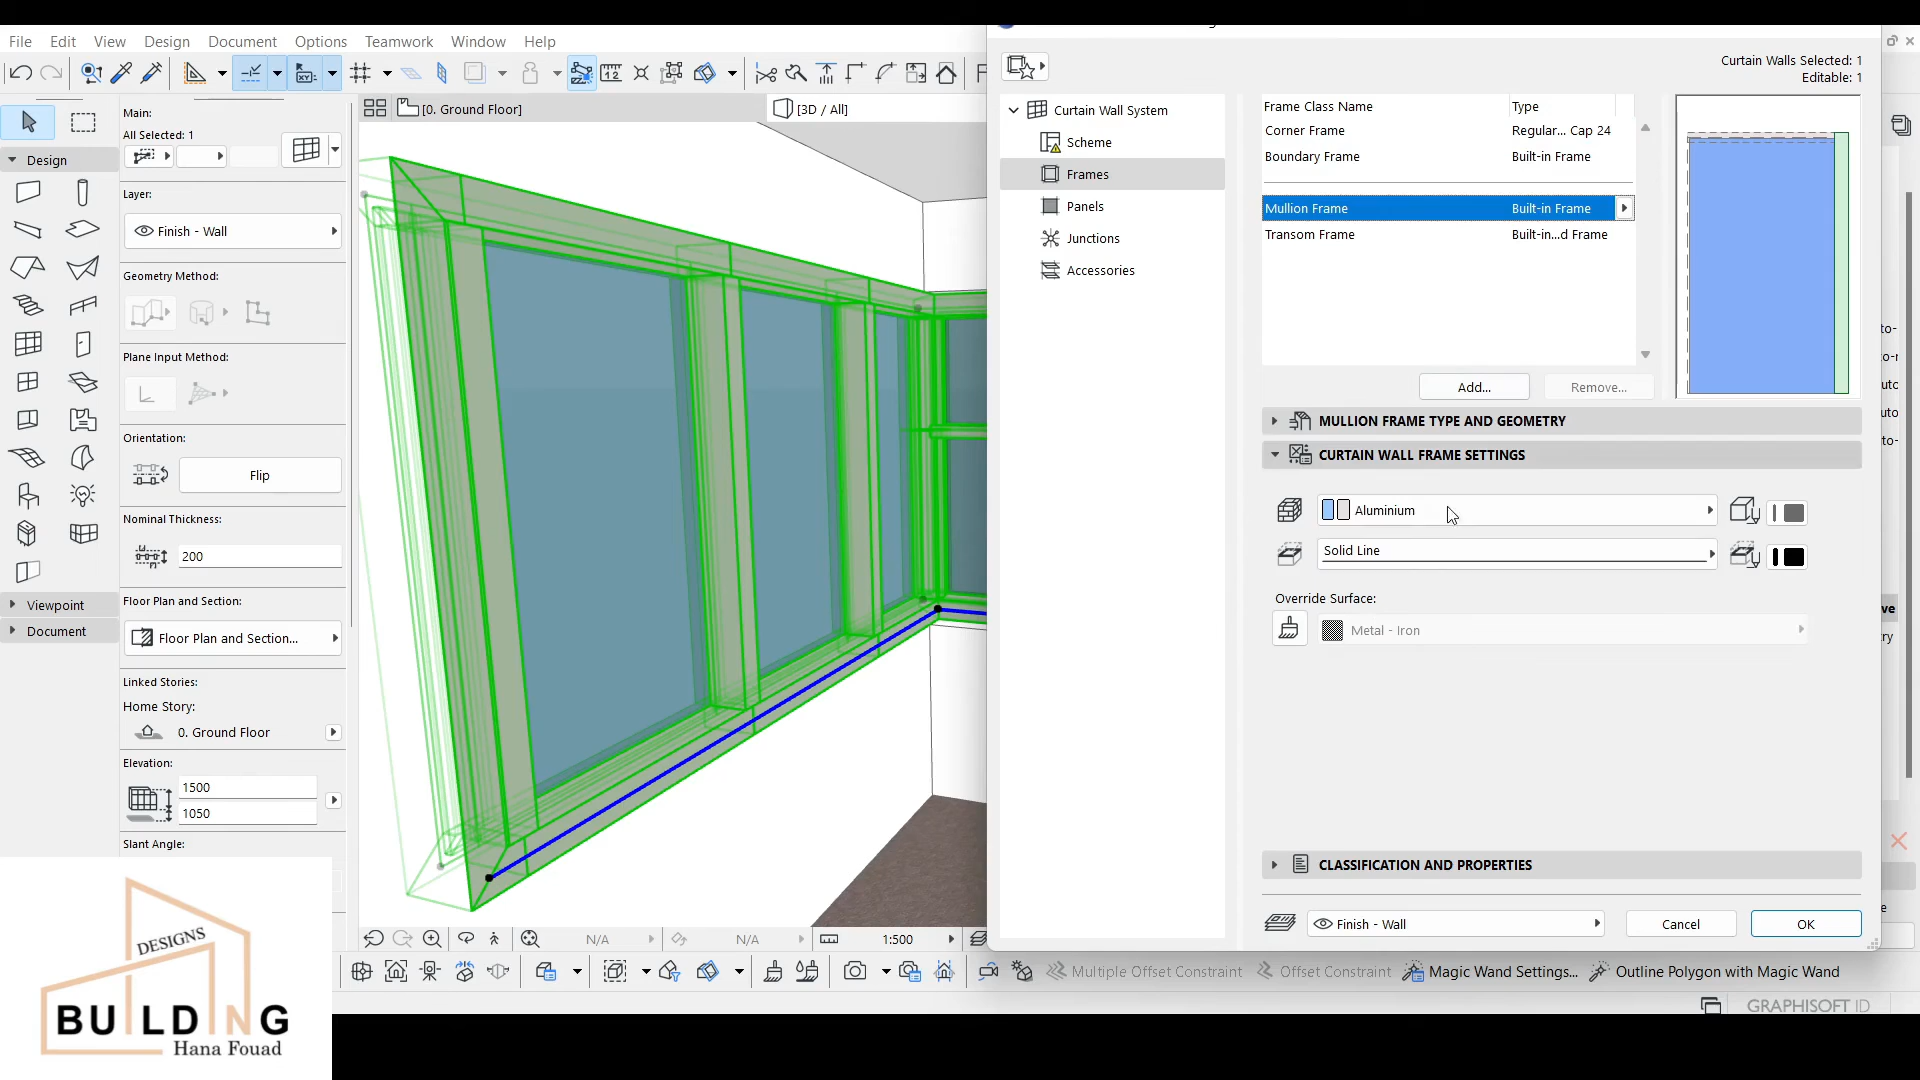 File Edit View Design Document Options Teamwork Window Help
Main:
All Selected: 1
Design
Layer:
Finish - Wall
Geometry Method:
Plane Input Method:
Orientation:
Flip
Nominal Thickness:
200
Floor Plan and Section:
Viewpoint
Document
Floor Plan and Section...
Linked Stories:
Home Story:
0. Ground Floor
Elevation:
1500
1050
Slant Angle:
[0. Ground Floor]
[3D / All]
N/A
N/A
1:500
Curtain Walls Selected: 1
Editable: 1
Curtain Wall System
Scheme
Frames
Panels
Junctions
Accessories
Frame Class Name Type
Corner Frame Regular... Cap 24
Boundary Frame Built-in Frame
Mullion Frame Built-in Frame
Transom Frame Built-in...d Frame
Add...
Remove...
MULLION FRAME TYPE AND GEOMETRY
CURTAIN WALL FRAME SETTINGS
Aluminium
Solid Line
Override Surface:
Metal - Iron
CLASSIFICATION AND PROPERTIES
Finish - Wall
Cancel
OK
Multiple Offset Constraint
Offset Constraint
Magic Wand Settings...
Outline Polygon with Magic Wand
GRAPHISOFT ID
DESIGNS
BUILDING
Hana Fouad